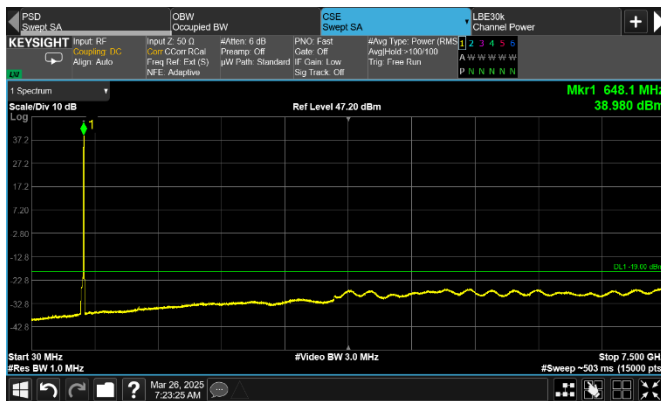 PSD
Swept SA
OBW
Occupied BW
CSE
Swept SA
LBE30k
Channel Power
KEYSIGHT
Input: RF
Coupling: DC
Align: Auto
Input Z: 50 Ω
Corr CCorr RCal
Freq Ref: Ext (S)
NFE: Adaptive
#Atten: 6 dB
Preamp: Off
µW Path: Standard
PNO: Fast
Gate: Off
IF Gain: Low
Sig Track: Off
#Avg Type: Power (RMS
Avg|Hold:>100/100
Trig: Free Run
1 2 3 4 5 6
A W W W W W
P N N N N N
1 Spectrum
Scale/Div 10 dB
Ref Level 47.20 dBm
Mkr1 648.1 MHz
38.980 dBm
Log
1
37.2
27.2
17.2
7.20
-2.80
-12.8
-22.8
-32.8
-42.8
Start 30 MHz
#Res BW 1.0 MHz
#Video BW 3.0 MHz
Stop 7.500 GHz
#Sweep ~503 ms (15000 pts
?
Mar 26, 2025
7:23:25 AM